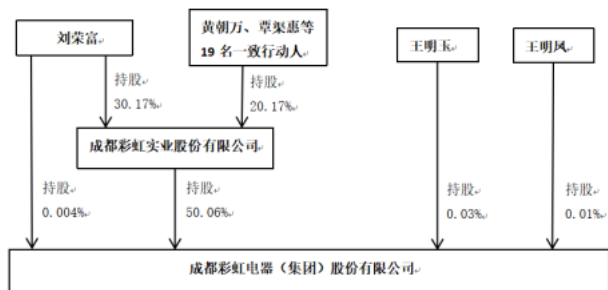 刘荣富
黄朝万、覃渠惠等
19名一致行动人
王明玉
王明凤
持股
30.17%
持股
20.17%
成都彩虹实业股份有限公司
持股
0.004%
持股
50.06%
持股
0.03%
持股
0.01%
成都彩虹电器（集团）股份有限公司